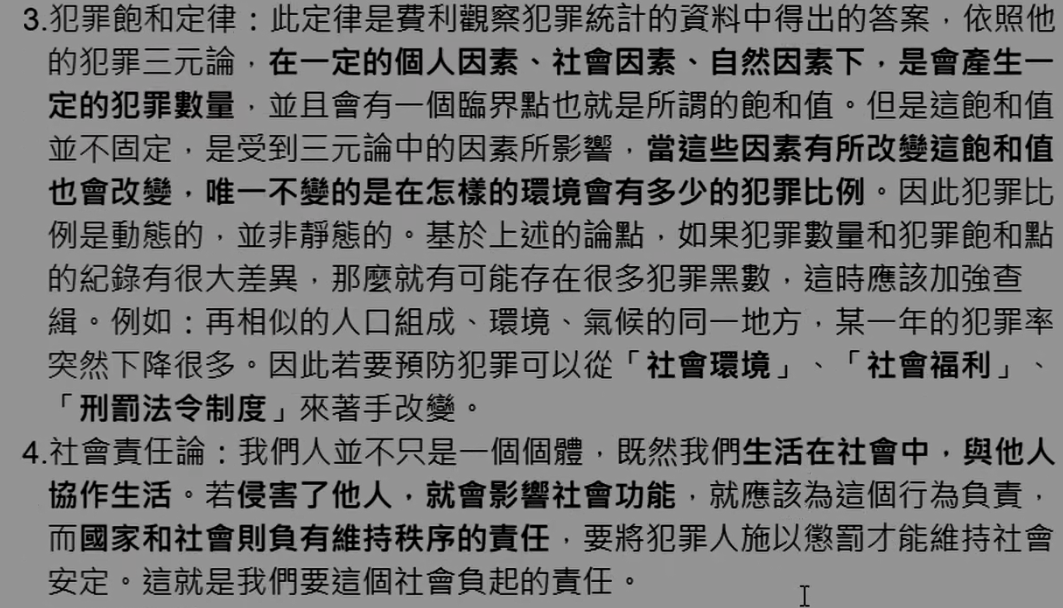 3.犯罪飽和定律：此定律是費利觀察犯罪統計的資料中得出的答案，依照他
的犯罪三元論，在一定的個人因素、社會因素、自然因素下，是會產生一
定的犯罪數量，並且會有一個臨界點也就是所謂的飽和值。但是這飽和值
並不固定，是受到三元論中的因素所影響，當這些因素有所改變這飽和值
也會改變，唯一不變的是在怎樣的環境會有多少的犯罪比例。因此犯罪比
例是動態的，並非靜態的。基於上述的論點，如果犯罪數量和犯罪飽和點
的紀錄有很大差異，那麼就有可能存在很多犯罪黑數，這時應該加強查
緝。例如：再相似的人口組成、環境、氣候的同一地方，某一年的犯罪率
突然下降很多。因此若要預防犯罪可以從「社會環境」、「社會福利」、
「刑罰法令制度」來著手改變。
4.社會責任論：我們人並不只是一個個體，既然我們生活在社會中，與他人
協作生活。若侵害了他人，就會影響社會功能，就應該為這個行為負責，
而國家和社會則負有維持秩序的責任，要將犯罪人施以懲罰才能維持社會
安定。這就是我們要這個社會負起的責任。